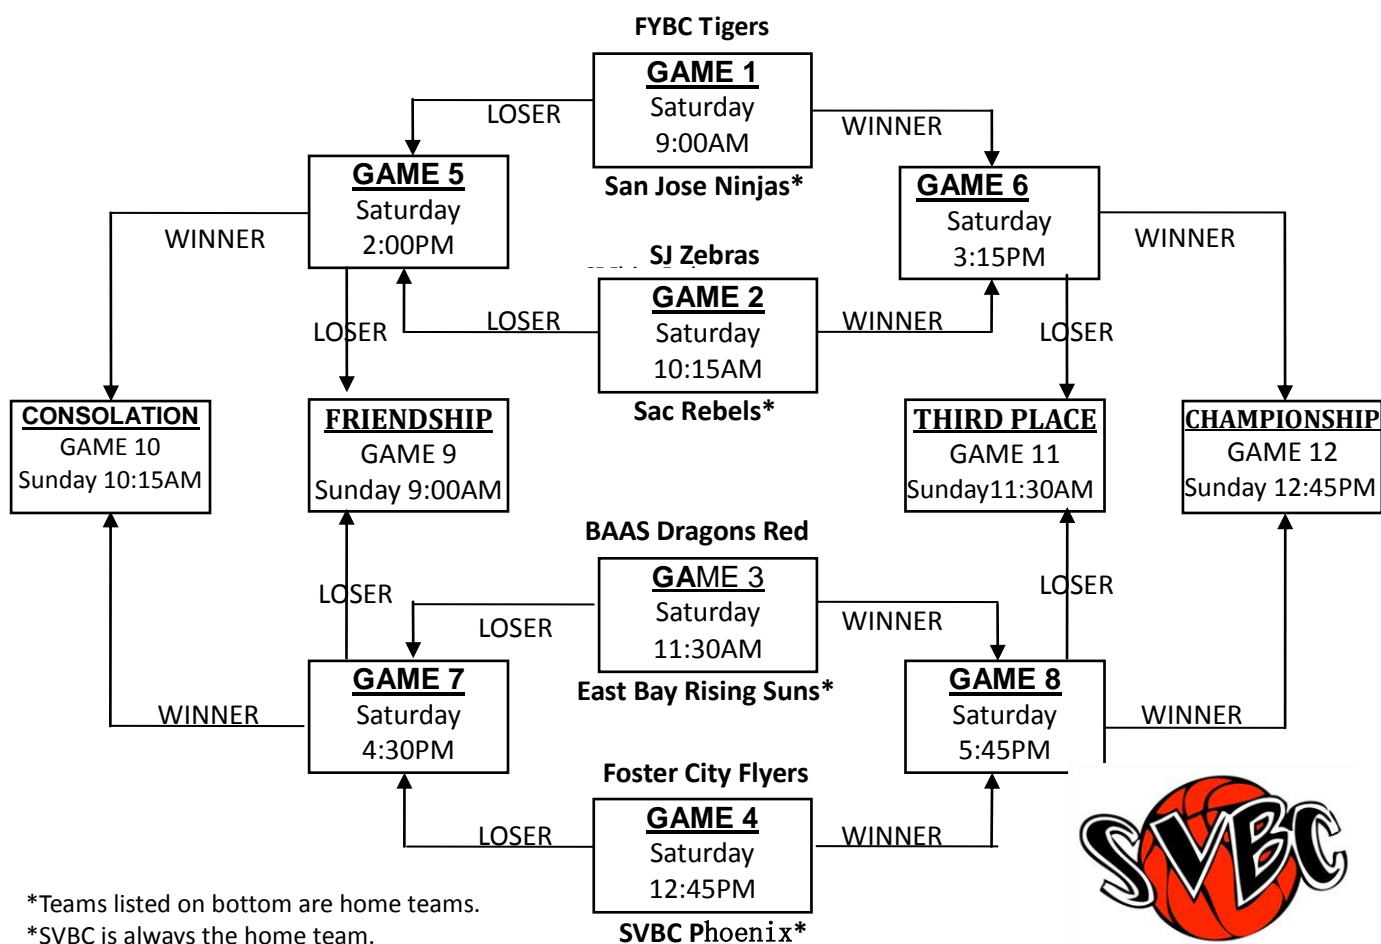 FYBC Tigers
GAME 1
Saturday
9:00AM
San Jose Ninjas*
LOSER
WINNER
GAME 5
Saturday
2:00PM
GAME 6
Saturday
3:15PM
WINNER
WINNER
SJ Zebras
GAME 2
Saturday
10:15AM
Sac Rebels*
LOSER
WINNER
LOSER
LOSER
CONSOLATION
GAME 10
Sunday 10:15AM
FRIENDSHIP
GAME 9
Sunday 9:00AM
THIRD PLACE
GAME 11
Sunday11:30AM
CHAMPIONSHIP
GAME 12
Sunday 12:45PM
BAAS Dragons Red
GAME 3
Saturday
11:30AM
East Bay Rising Suns*
LOSER
LOSER
WINNER
LOSER
GAME 7
Saturday
4:30PM
GAME 8
Saturday
5:45PM
WINNER
WINNER
Foster City Flyers
GAME 4
Saturday
12:45PM
SVBC Phoenix*
LOSER
WINNER
SVBC
*Teams listed on bottom are home teams.
*SVBC is always the home team.